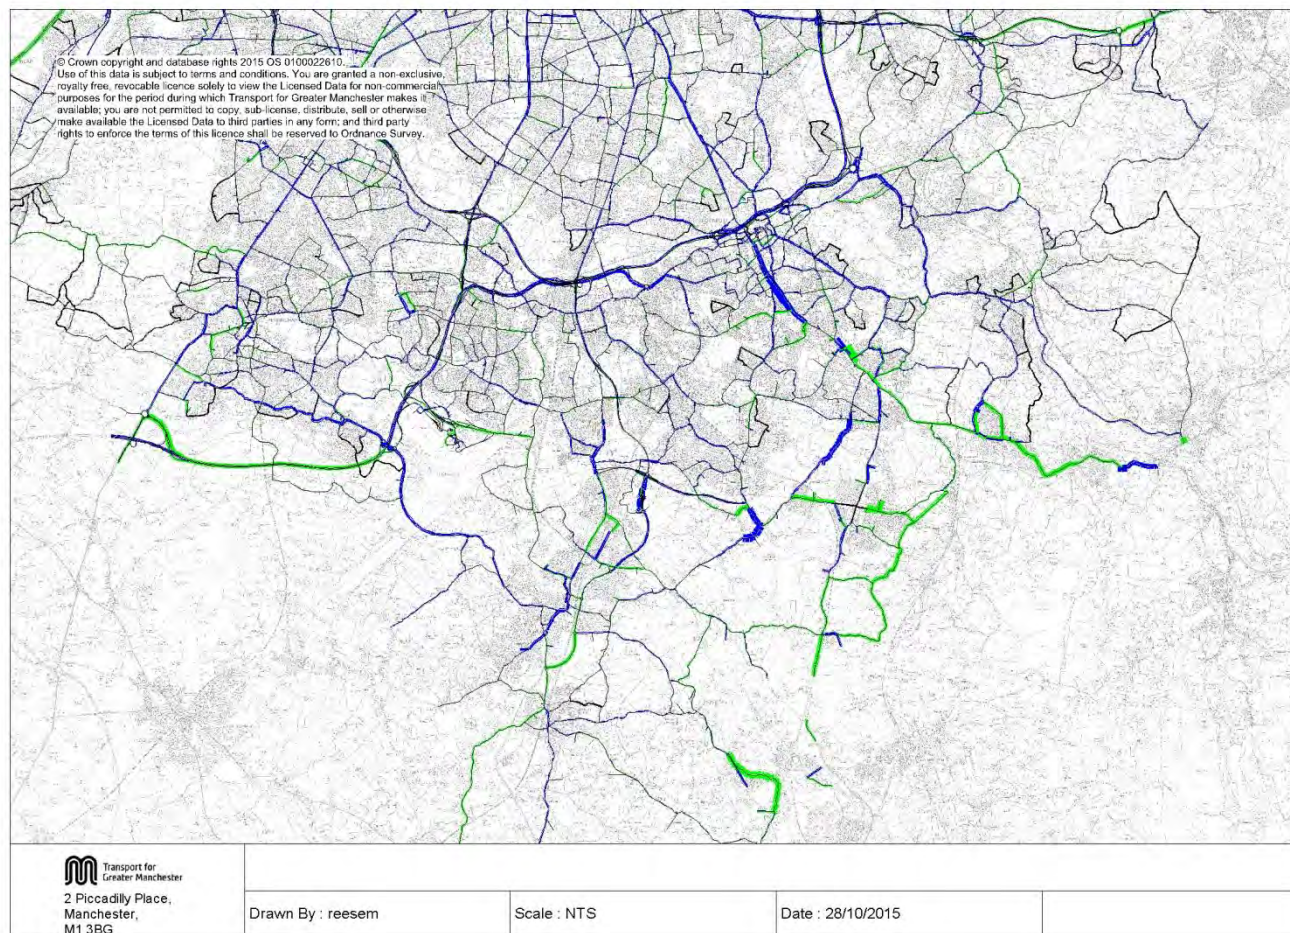 © Crown copyright and database rights 2015 OS 0100022610.
Use of this data is subject to terms and conditions. You are granted a non-exclusive,
royalty free, revocable licence solely to view the Licensed Data for non-commercial
purposes for the period during which Transport for Greater Manchester makes it
available; you are not permitted to copy, sub-license, distribute, sell or otherwise
make available the Licensed Data to third parties in any form; and third party
rights to enforce the terms of this licence shall be reserved to Ordnance Survey.
Transport for
Greater Manchester
2 Piccadilly Place,
Manchester,
M1 3BG
Drawn By : reesem
Scale : NTS
Date : 28/10/2015